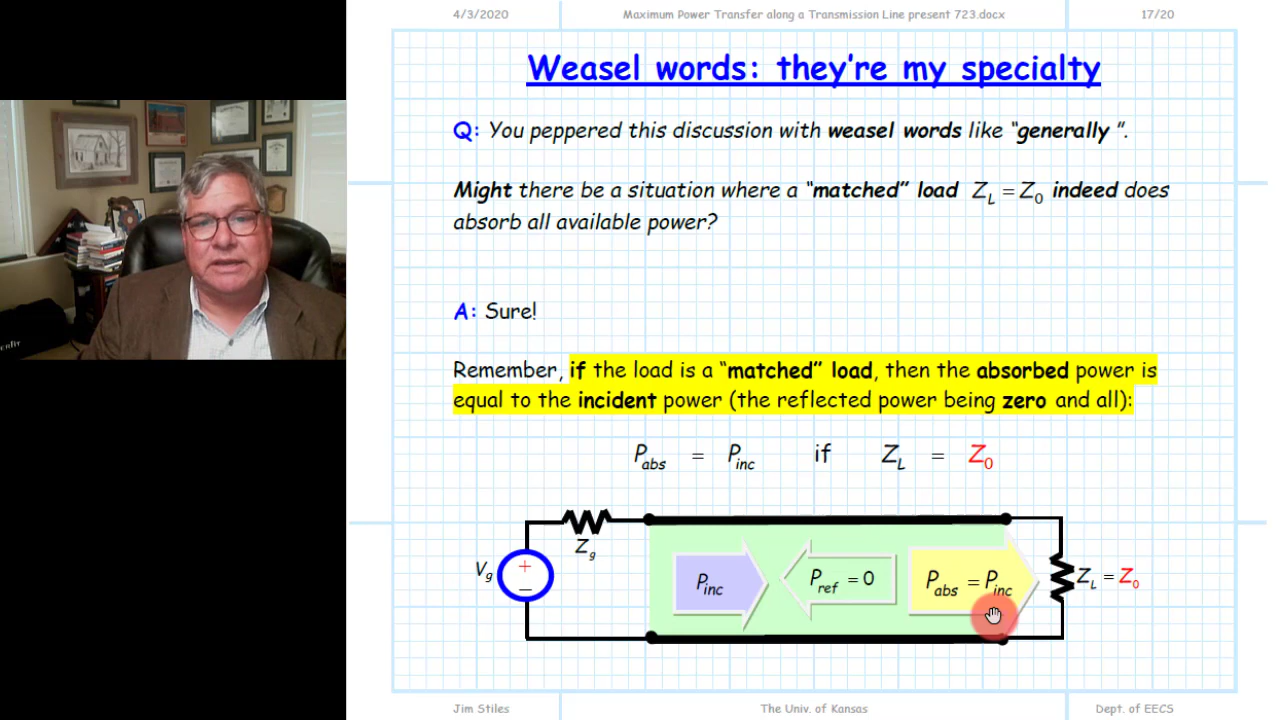 4/3/2020 Maximum Power Transfer along a Transmission Line present 723.docx 17/20
Weasel words: they're my specialty
Q: You peppered this discussion with weasel words like “generally ”.
Might there be a situation where a “matched” load Z_L = Z_0 indeed does
absorb all available power?
A: Sure!
Remember, if the load is a “matched” load, then the absorbed power is
equal to the incident power (the reflected power being zero and all):
P_abs = P_inc if Z_L = Z_0
Z_g
V_g + −
P_inc P_ref = 0 P_abs = P_inc Z_L = Z_0
Jim Stiles The Univ. of Kansas Dept. of EECS